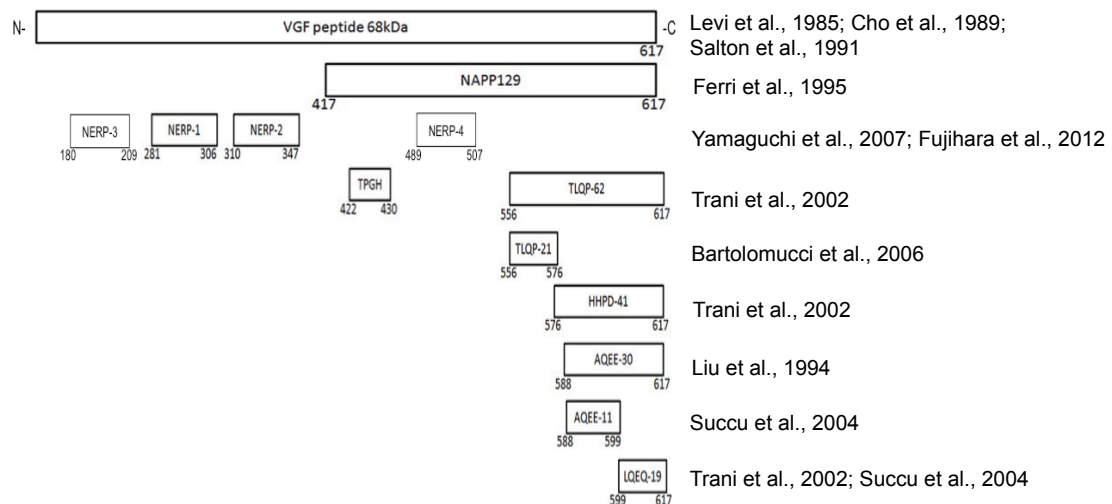 N- VGF peptide 68kDa -C Levi et al., 1985; Cho et al., 1989;
617 Salton et al., 1991
NAPP129 Ferri et al., 1995
417 617
NERP-3 NERP-1 NERP-2 NERP-4 Yamaguchi et al., 2007; Fujihara et al., 2012
180 209 281 306 310 347 489 507
TPGH TLQP-62 Trani et al., 2002
422 430 556 617
TLQP-21 Bartolomucci et al., 2006
556 576
HHPD-41 Trani et al., 2002
576 617
AQEE-30 Liu et al., 1994
588 617
AQEE-11 Succu et al., 2004
588 599
LQEQ-19 Trani et al., 2002; Succu et al., 2004
599 617